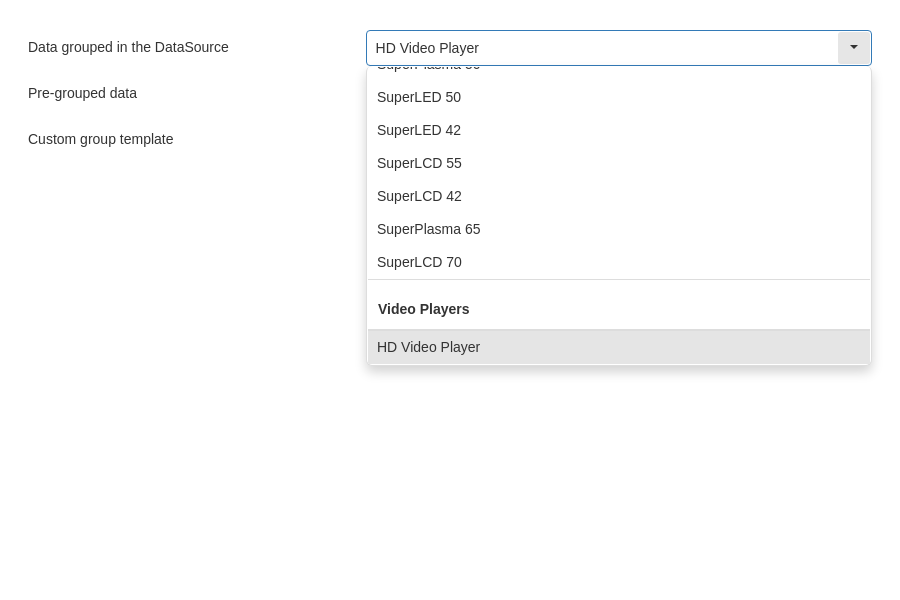 Data grouped in the DataSource
HD Video Player
Pre-grouped data
Custom group template
SuperLED 50
SuperLED 42
SuperLCD 55
SuperLCD 42
SuperPlasma 65
SuperLCD 70
Video Players
HD Video Player